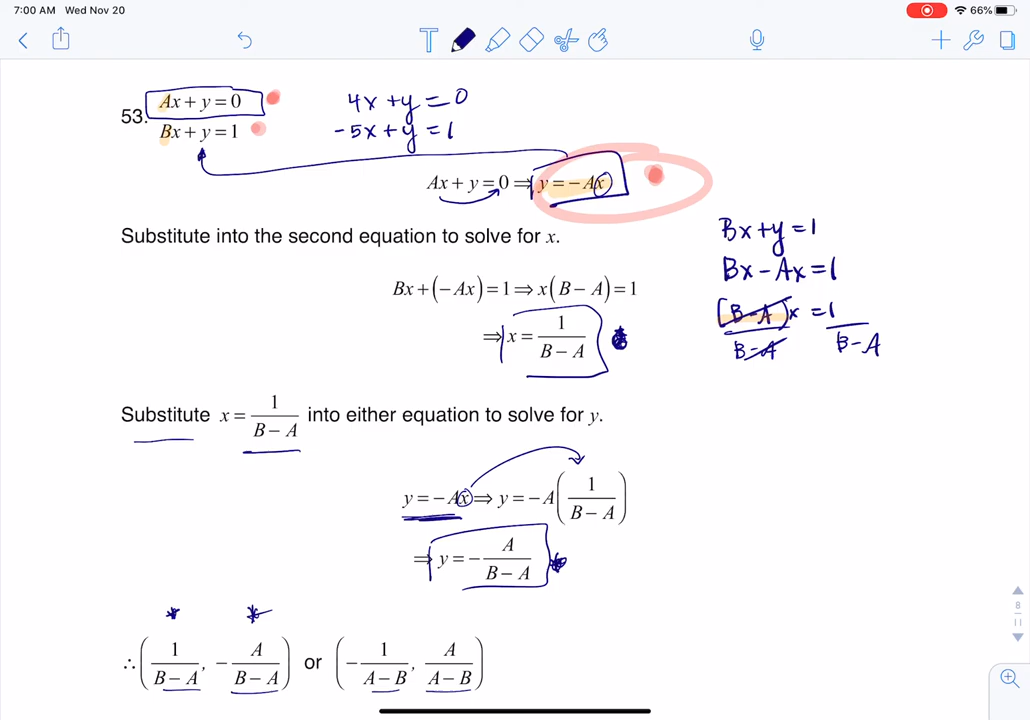 7:00 AM Wed Nov 20 66%
T
53. Ax + y = 0
Bx + y = 1
4x + y = 0
-5x + y = 1
Ax + y = 0 ⇒ y = −Ax
Substitute into the second equation to solve for x.
Bx + (−Ax) = 1 ⇒ x(B − A) = 1
⇒ x = 1/(B − A)
Bx + y = 1
Bx − Ax = 1
(B − A)x = 1
B − A B − A
Substitute x = 1/(B − A) into either equation to solve for y.
y = −Ax ⇒ y = −A(1/(B − A))
⇒ y = −A/(B − A)
∴ (1/(B − A), −A/(B − A)) or (−1/(A − B), A/(A − B))
8
11